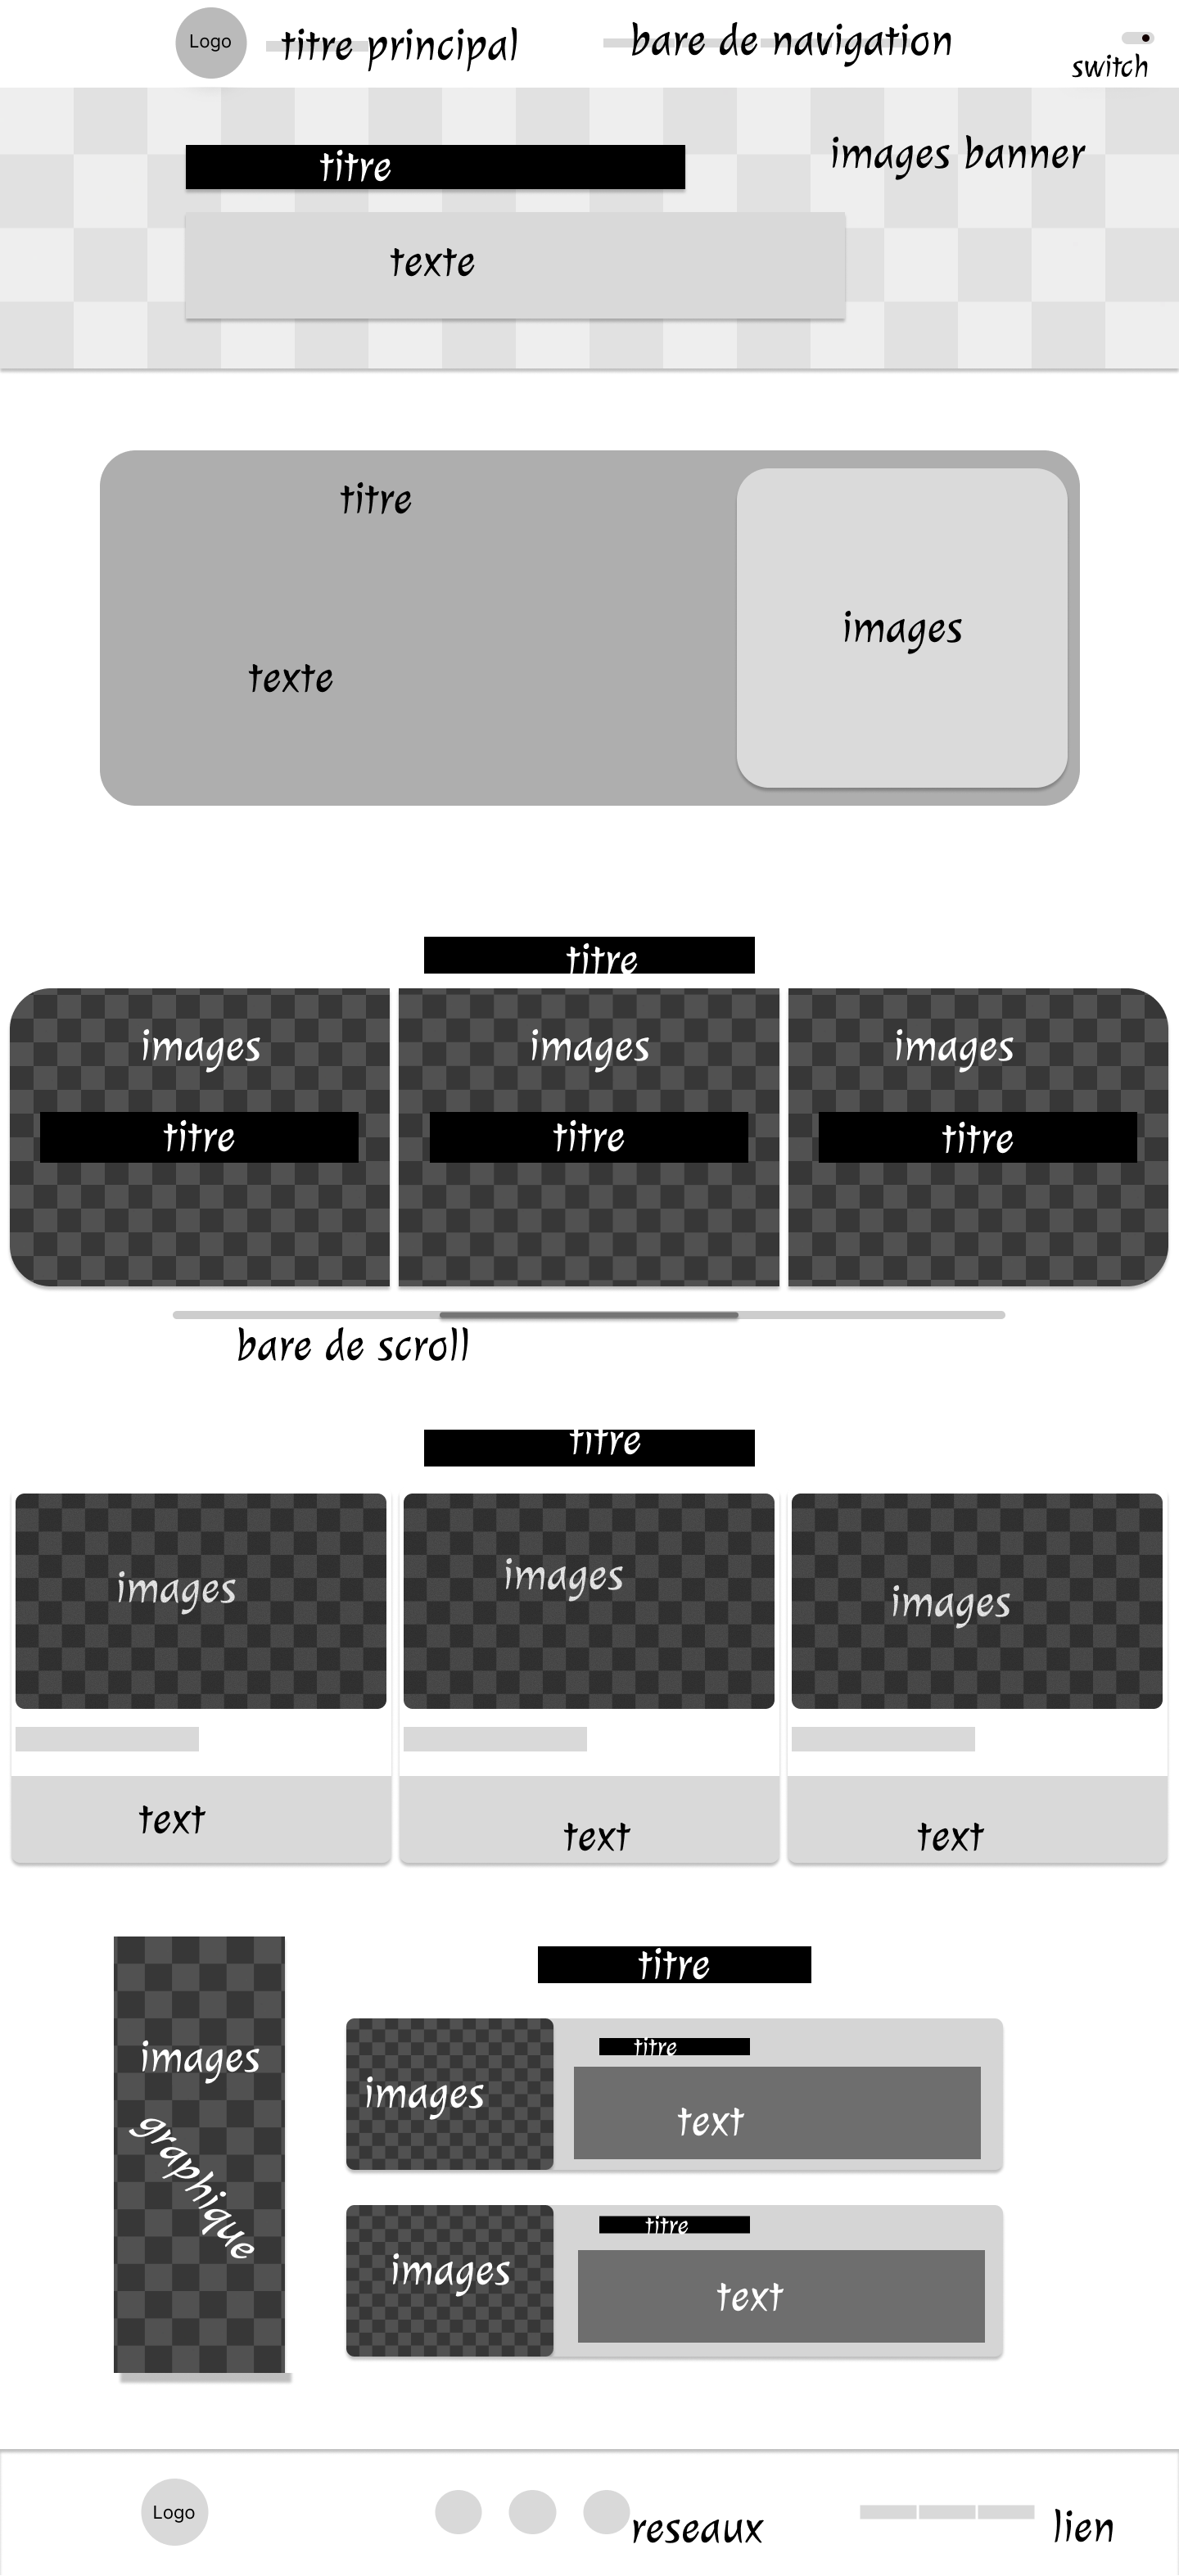 Logo
titre principal
bare de navigation
switch
images banner
titre
texte
titre
images
texte
titre
images
images
images
titre
titre
titre
bare de scroll
titre
images
images
images
text
text
text
titre
images
graphique
titre
images
text
titre
images
text
Logo
reseaux
lien